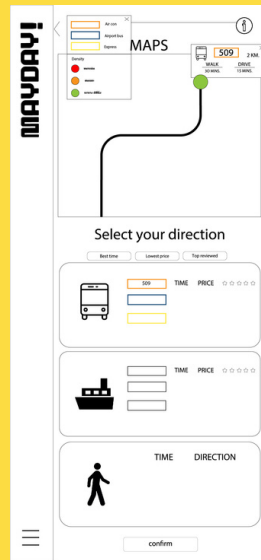 MAYDAY!
Air con
Airport bus
Express
MAPS
Density
509 2 KM.
WALK DRIVE
30 MINS. 15 MINS.
Select your direction
Best time Lowest price Top reviewed
509 TIME PRICE
TIME PRICE
TIME DIRECTION
confirm